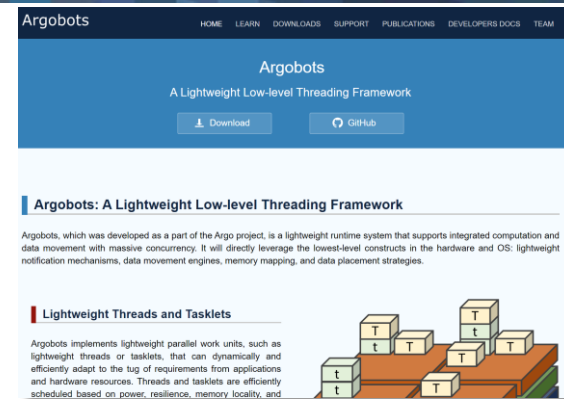 Argobots
HOME LEARN DOWNLOADS SUPPORT PUBLICATIONS DEVELOPERS DOCS TEAM
Argobots
A Lightweight Low-level Threading Framework
Download GitHub
Argobots: A Lightweight Low-level Threading Framework
Argobots, which was developed as a part of the Argo project, is a lightweight runtime system that supports integrated computation and
data movement with massive concurrency. It will directly leverage the lowest-level constructs in the hardware and OS: lightweight
notification mechanisms, data movement engines, memory mapping, and data placement strategies.
Lightweight Threads and Tasklets
Argobots implements lightweight parallel work units, such as
lightweight threads or tasklets, that can dynamically and
efficiently adapt to the tug of requirements from applications
and hardware resources. Threads and tasklets are efficiently
scheduled based on power, resilience, memory locality, and
T T
T t
t T T T
t
t T